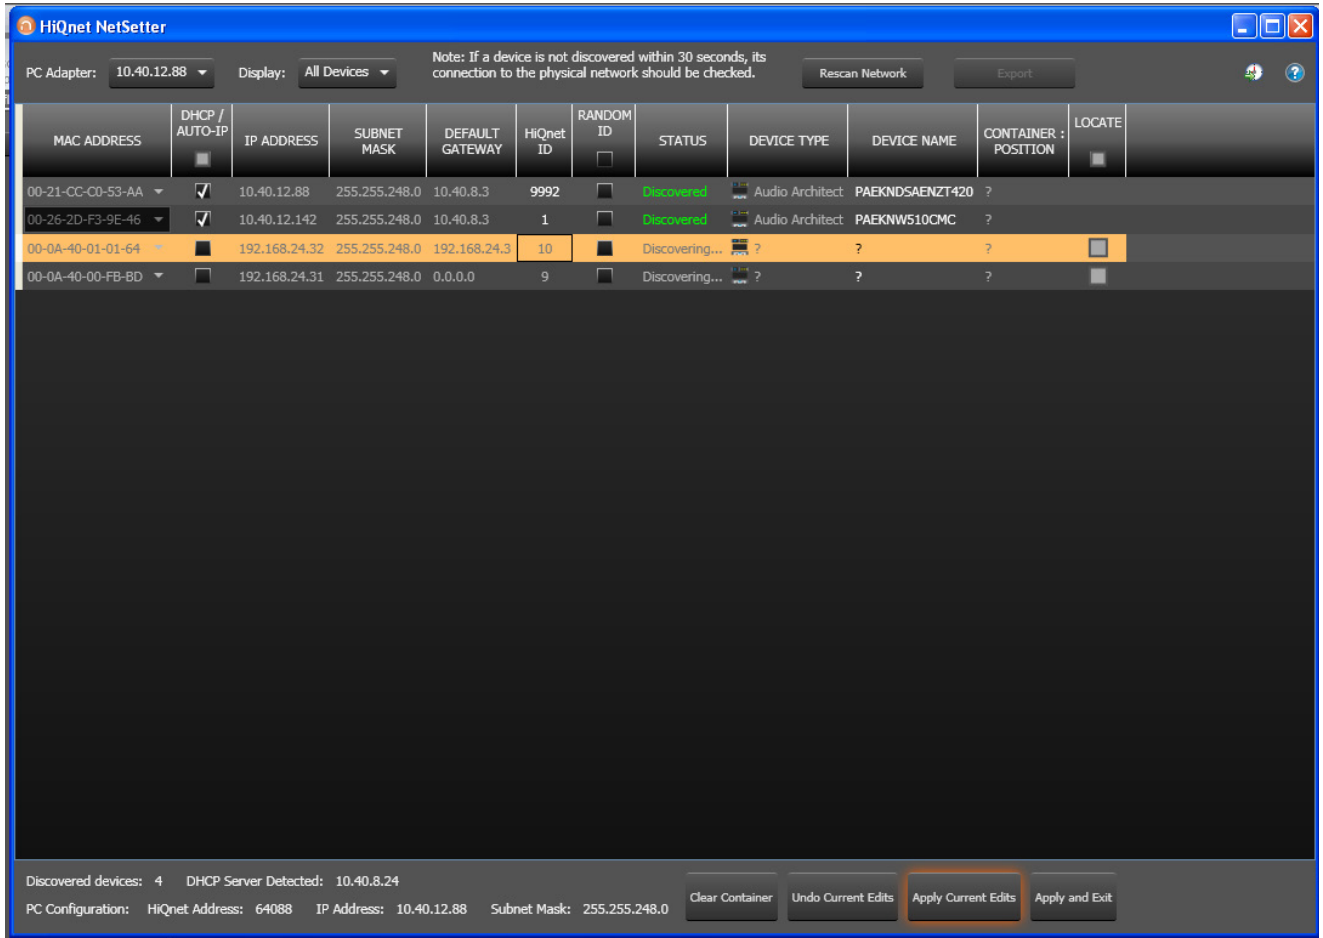 HiQnet NetSetter
PC Adapter: 10.40.12.88 Display: All Devices Note: If a device is not discovered within 30 seconds, its
connection to the physical network should be checked. Rescan Network Export
MAC ADDRESS DHCP / AUTO-IP IP ADDRESS SUBNET MASK DEFAULT GATEWAY HiQnet ID RANDOM ID STATUS DEVICE TYPE DEVICE NAME CONTAINER : POSITION LOCATE
00-21-CC-C0-53-AA 10.40.12.88 255.255.248.0 10.40.8.3 9992 Discovered Audio Architect PAEKNDSAENZT420 ?
00-26-2D-F3-9E-46 10.40.12.142 255.255.248.0 10.40.8.3 1 Discovered Audio Architect PAEKNW510CMC ?
00-0A-40-01-01-64 192.168.24.32 255.255.248.0 192.168.24.3 10 Discovering... ? ? ?
00-0A-40-00-FB-BD 192.168.24.31 255.255.248.0 0.0.0.0 9 Discovering... ? ? ?
Discovered devices: 4 DHCP Server Detected: 10.40.8.24
PC Configuration: HiQnet Address: 64088 IP Address: 10.40.12.88 Subnet Mask: 255.255.248.0
Clear Container Undo Current Edits Apply Current Edits Apply and Exit